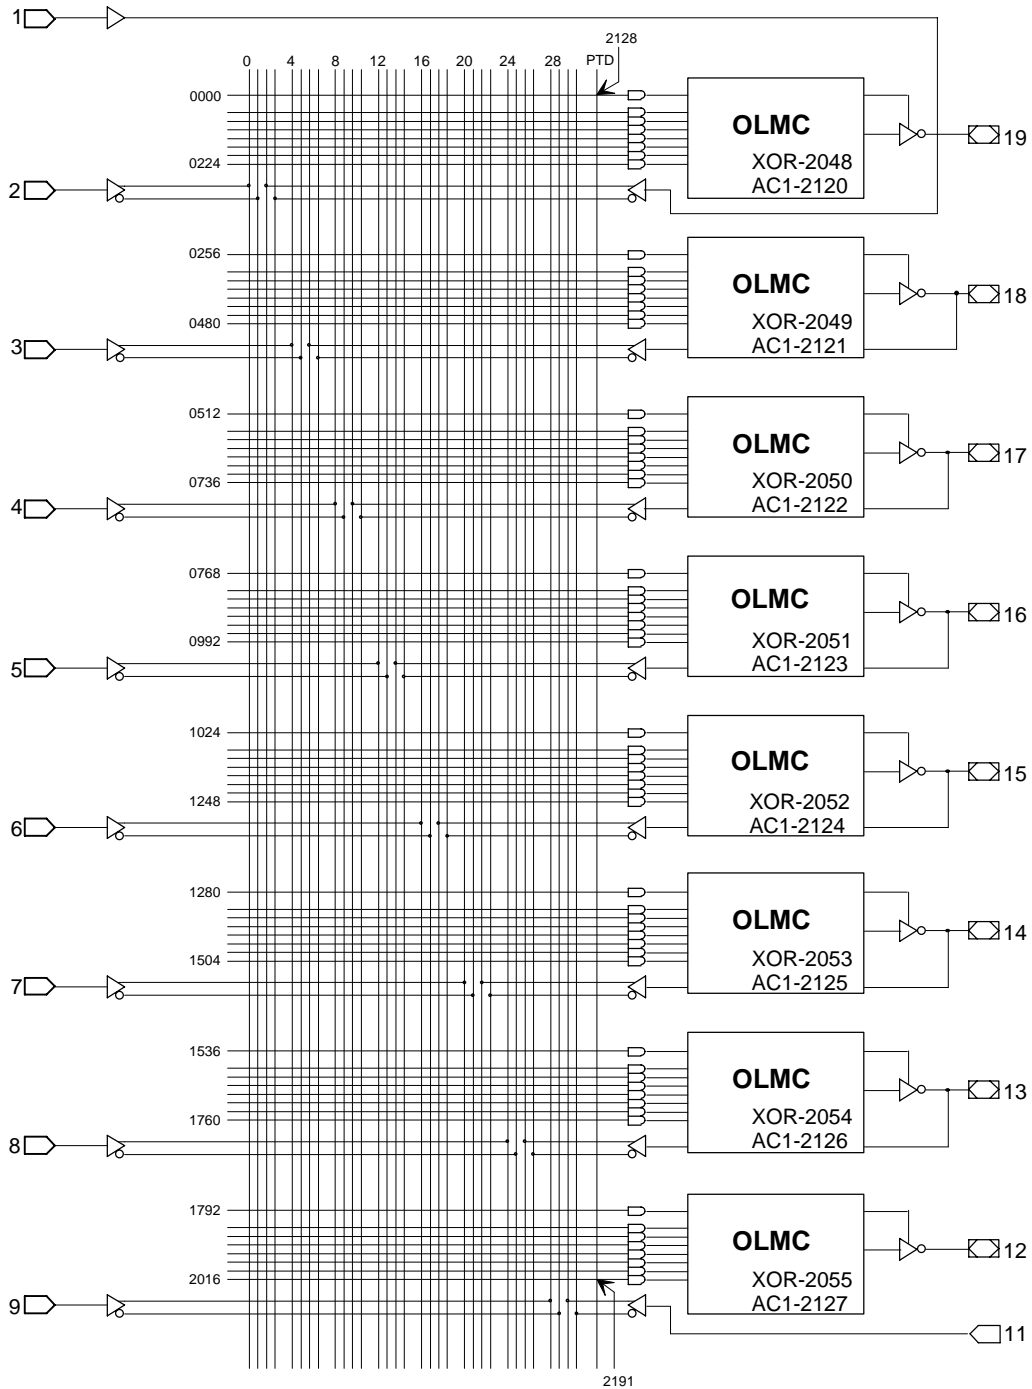 1
2128
0 4 8 12 16 20 24 28 PTD
0000
OLMC
19
0224
XOR-2048
2
AC1-2120
0256
OLMC
18
0480
XOR-2049
3
AC1-2121
0512
OLMC
17
0736
XOR-2050
4
AC1-2122
0768
OLMC
16
0992
XOR-2051
5
AC1-2123
1024
OLMC
15
1248
XOR-2052
6
AC1-2124
1280
OLMC
14
1504
XOR-2053
7
AC1-2125
1536
OLMC
13
1760
XOR-2054
8
AC1-2126
1792
OLMC
12
2016
XOR-2055
9
AC1-2127
11
2191